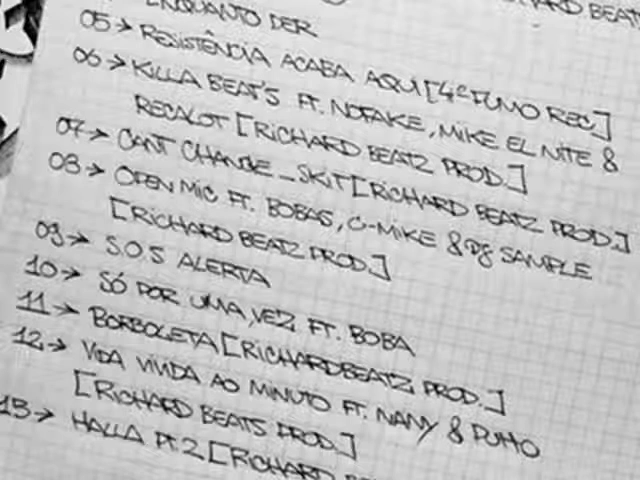 ENQUANTO DER
05→ RESISTÊNCIA ACABA AQUI [4º FUMO REC.]
06→ KILLA BEAT'S FT. NOFAKE, MIKE EL NITE &
RECALOT [RICHARD BEATZ PROD.]
07→ CANT CHANGE_SKIT [RICHARD BEATZ PROD.]
08→ OPEN MIC FT. BOBAS, C-MIKE & DJ SAMPLE
[RICHARD BEATZ PROD.]
09→ S.O.S ALERTA
10→ SÓ POR UMA VEZ FT. BOBA
11→ BORBOLETA [RICHARDBEATZ PROD.]
12→ VIDA VIVIDA AO MINUTO FT. NANY &
[RICHARD BEATS PROD.]
13→ HALLA PT.2 [RICHARD